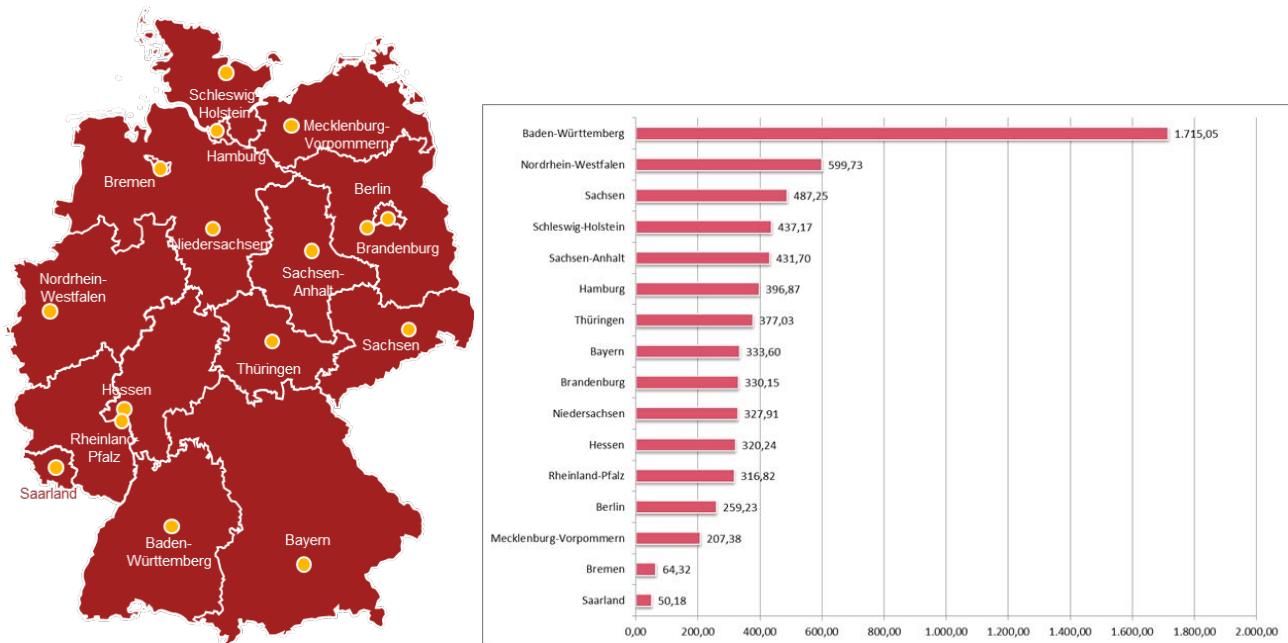 Schleswig-
Holstein
Mecklenburg-
Vorpommern
Hamburg
Bremen
Berlin
Niedersachsen
Brandenburg
Sachsen-
Anhalt
Nordrhein-
Westfalen
Sachsen
Thüringen
Hessen
Rheinland-
Pfalz
Saarland
Baden-
Württemberg
Bayern
Baden-Württemberg 1.715,05
Nordrhein-Westfalen 599,73
Sachsen 487,25
Schleswig-Holstein 437,17
Sachsen-Anhalt 431,70
Hamburg 396,87
Thüringen 377,03
Bayern 333,60
Brandenburg 330,15
Niedersachsen 327,91
Hessen 320,24
Rheinland-Pfalz 316,82
Berlin 259,23
Mecklenburg-Vorpommern 207,38
Bremen 64,32
Saarland 50,18
0,00 200,00 400,00 600,00 800,00 1.000,00 1.200,00 1.400,00 1.600,00 1.800,00 2.000,00